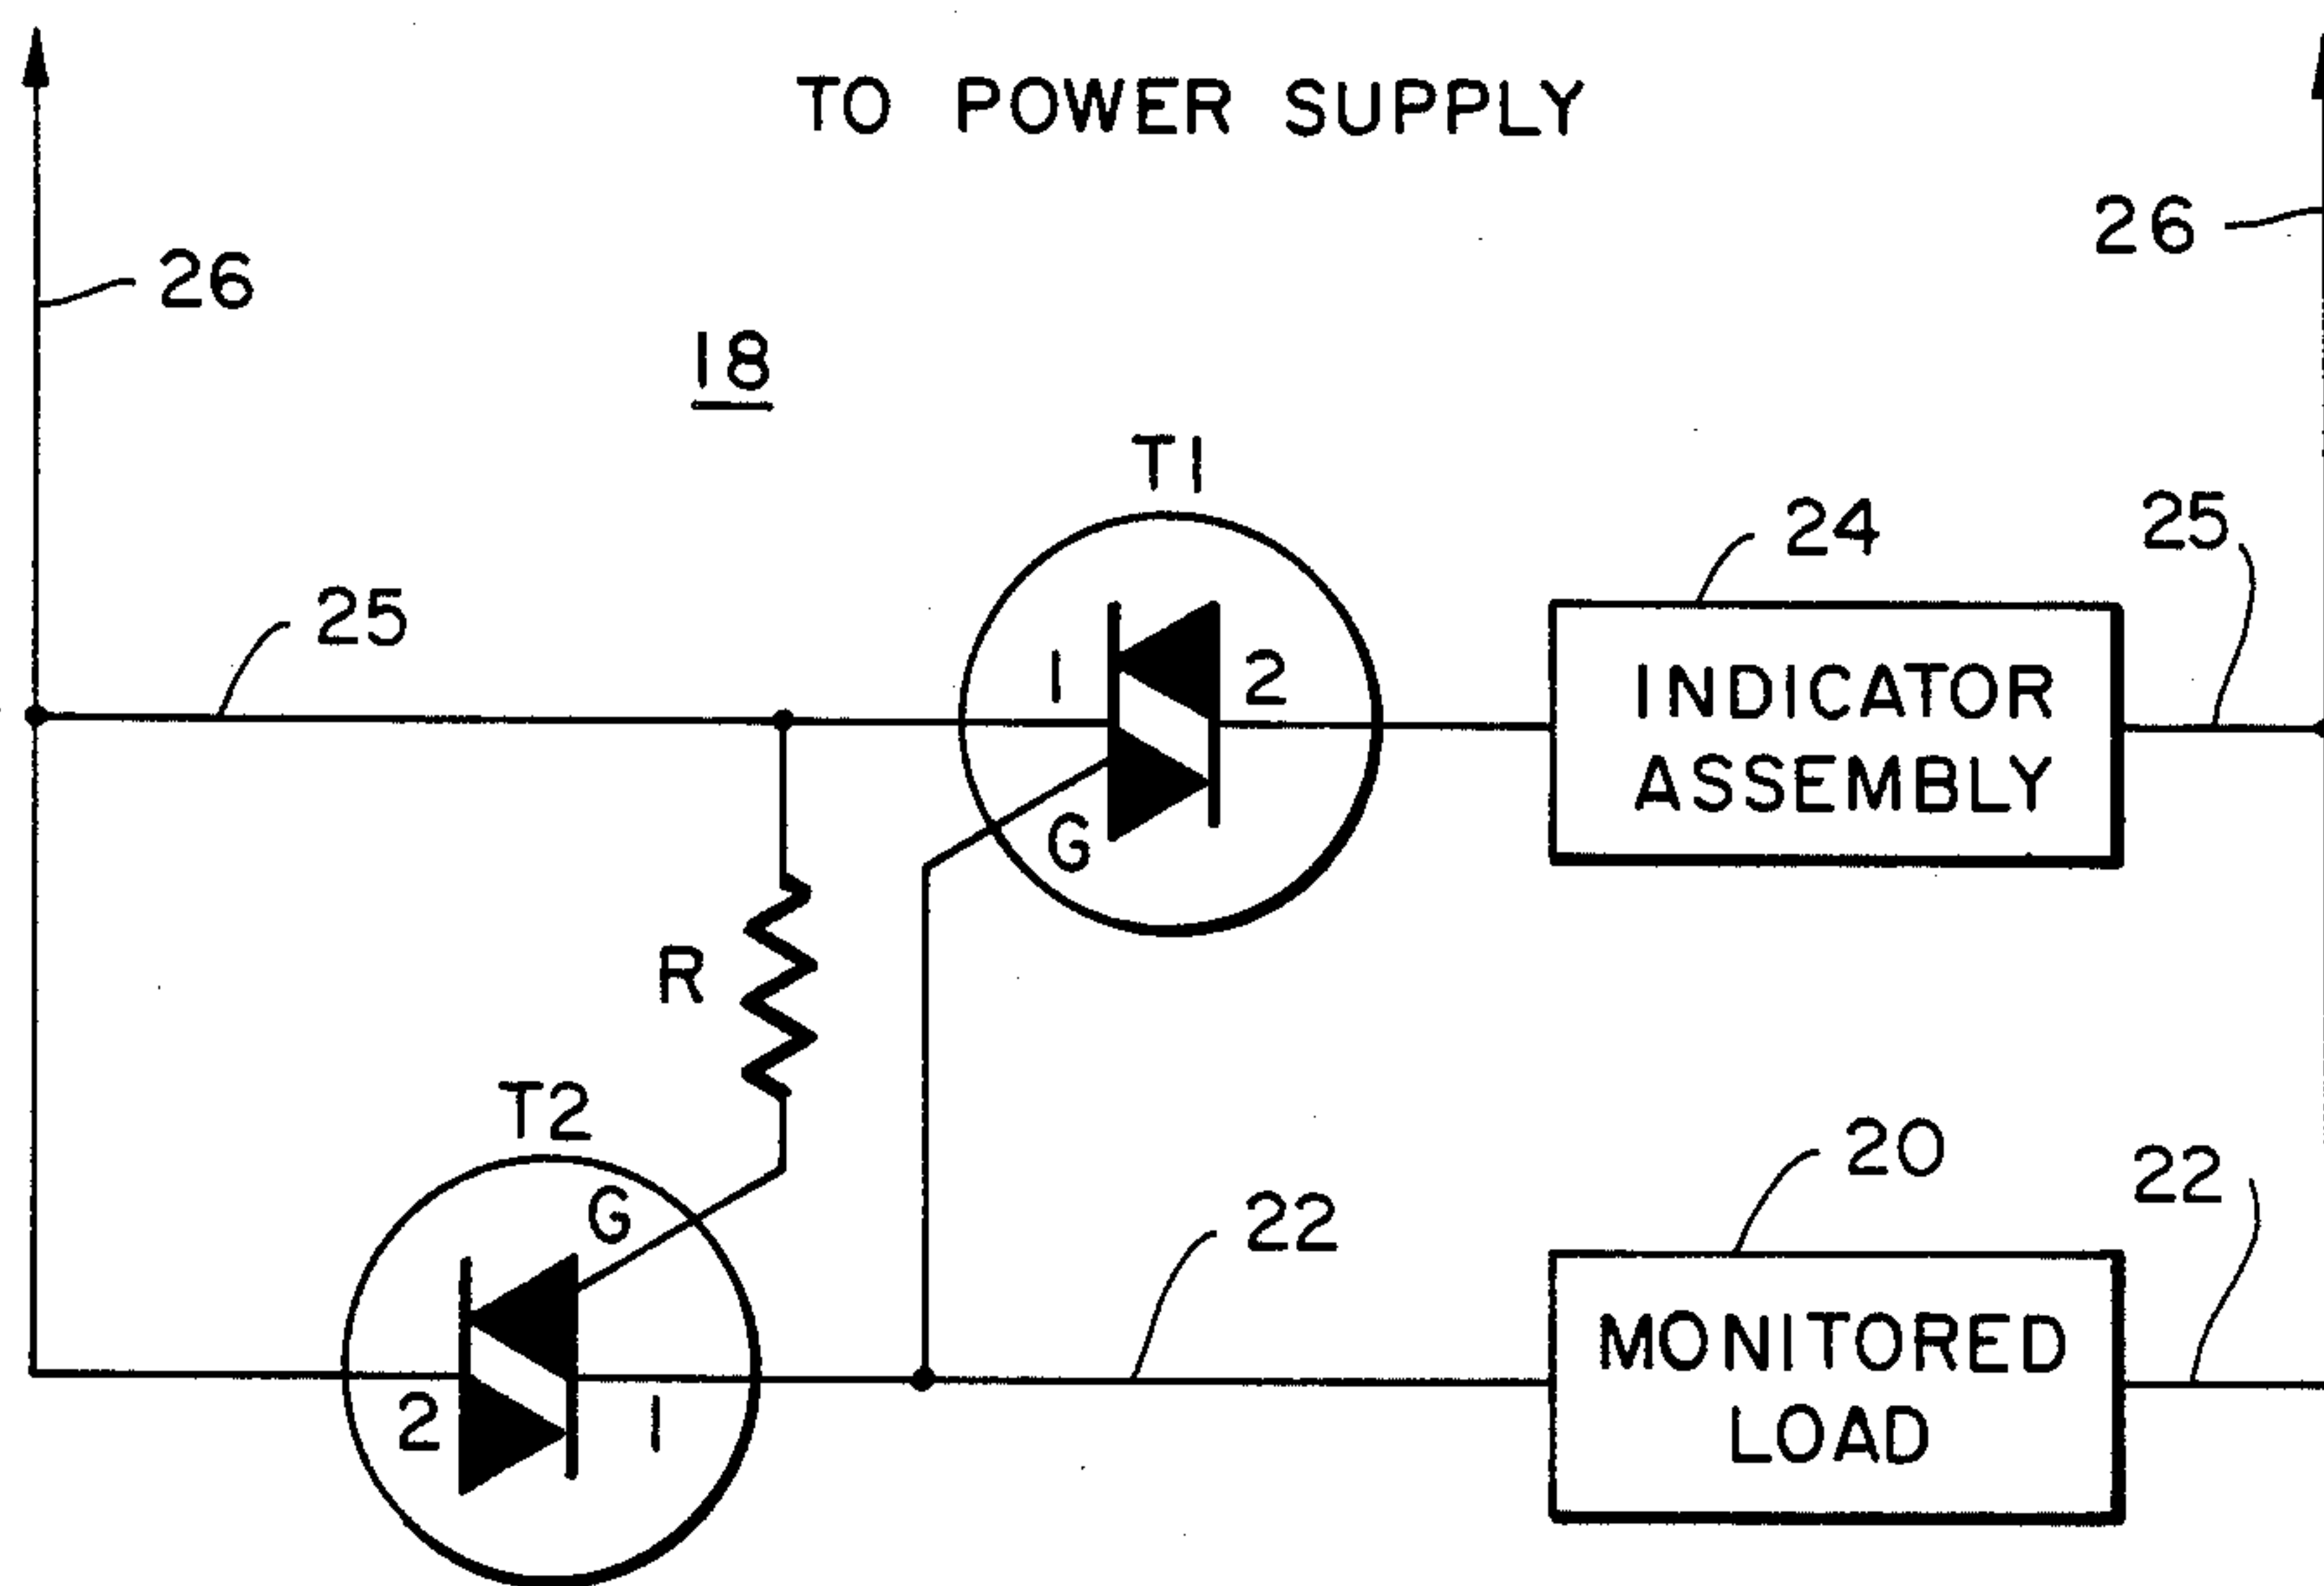 TO POWER SUPPLY
26
26
18
T1
24
25
25
1
2
INDICATOR
ASSEMBLY
G
R
T2
20
22
G
22
MONITORED
LOAD
2
1